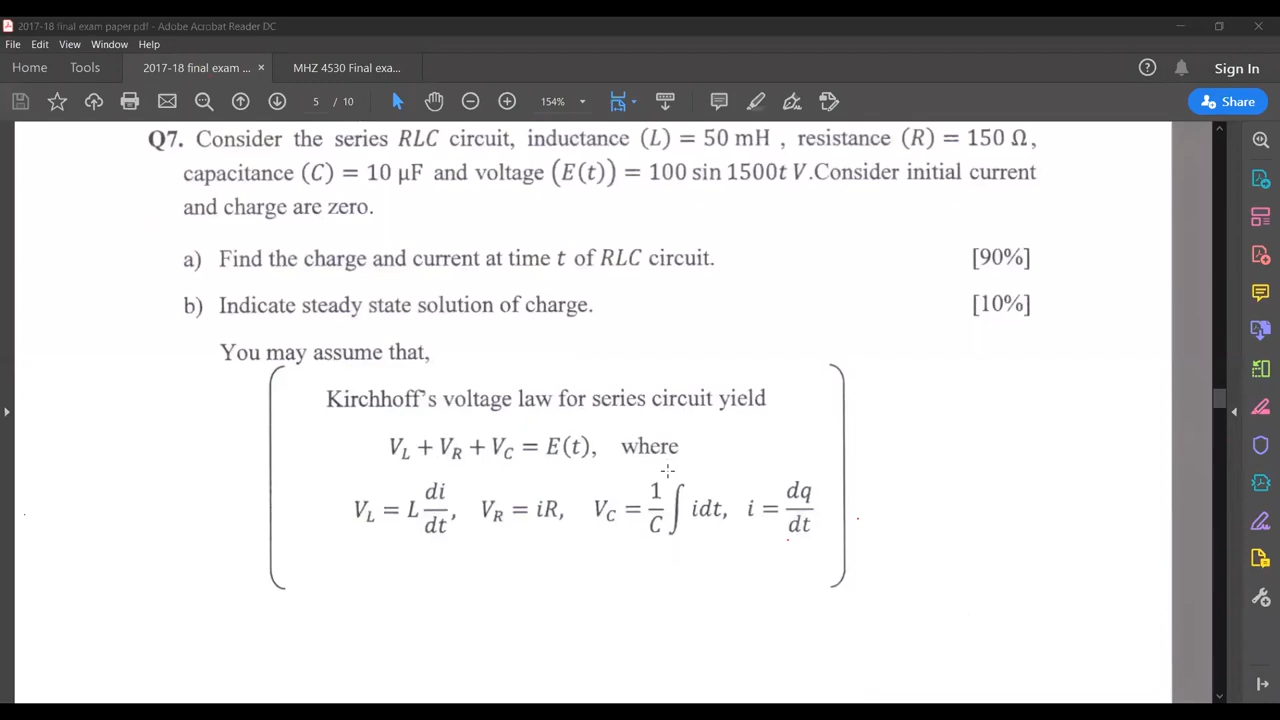 2017-18 final exam paper.pdf - Adobe Acrobat Reader DC
File Edit View Window Help
Home Tools 2017-18 final exam ... × MHZ 4530 Final exa... Sign In
5 / 10 154% Share
Q7. Consider the series RLC circuit, inductance (L) = 50 mH , resistance (R) = 150 Ω,
capacitance (C) = 10 μF and voltage (E(t)) = 100 sin 1500t V.Consider initial current
and charge are zero.
a) Find the charge and current at time t of RLC circuit. [90%]
b) Indicate steady state solution of charge. [10%]
You may assume that,
Kirchhoff's voltage law for series circuit yield
V_L + V_R + V_C = E(t), where
V_L = L di/dt, V_R = iR, V_C = 1/C ∫ idt, i = dq/dt